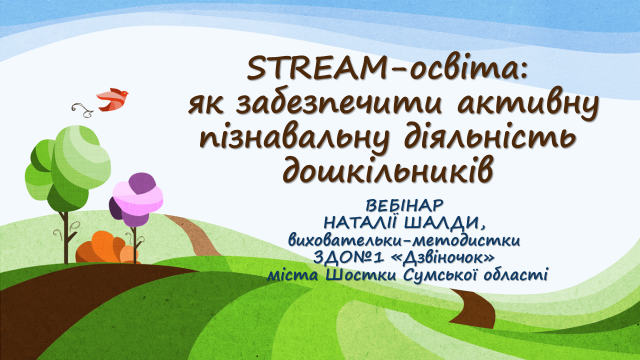 STREAM-освіта:
як забезпечити активну
пізнавальну діяльність
дошкільників
ВЕБІНАР
НАТАЛІЇ ШАЛДИ,
виховательки-методистки
ЗДО№1 «Дзвіночок»
міста Шостки Сумської області